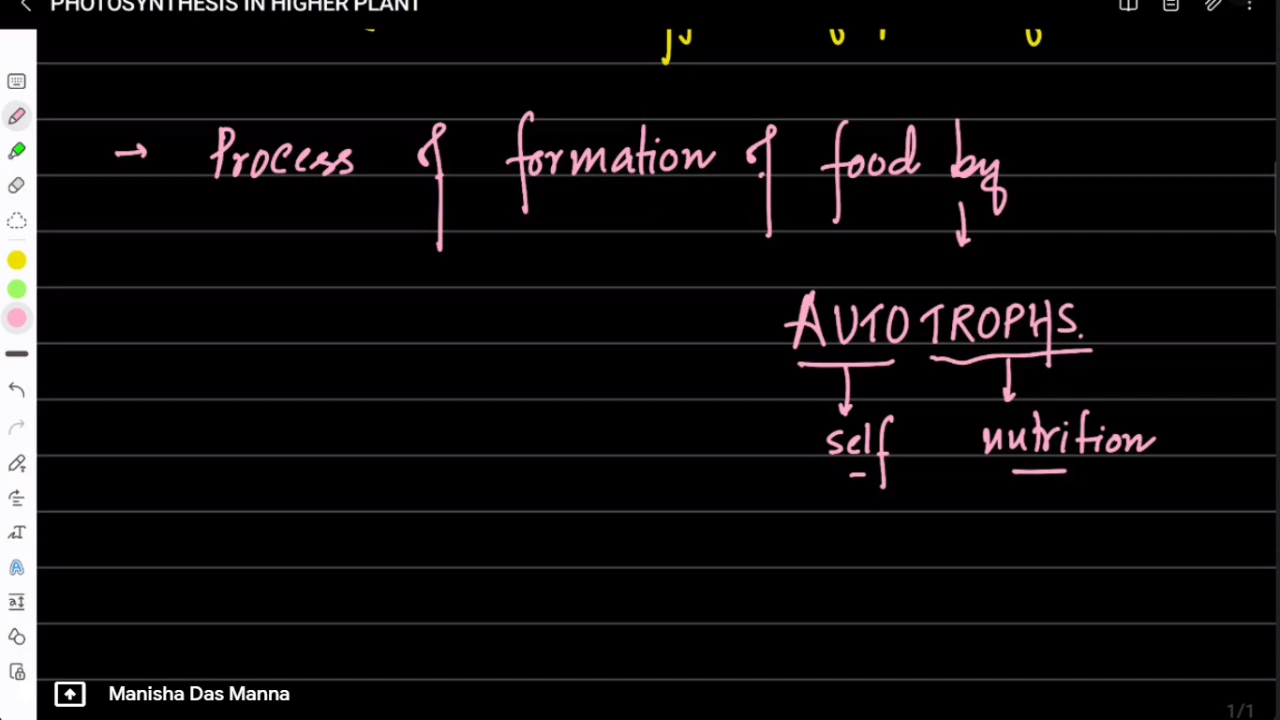 PHOTOSYNTHESIS IN HIGHER PLANT
→ Process of formation of food by
AUTOTROPHS.
self nutrition
Manisha Das Manna
1/1